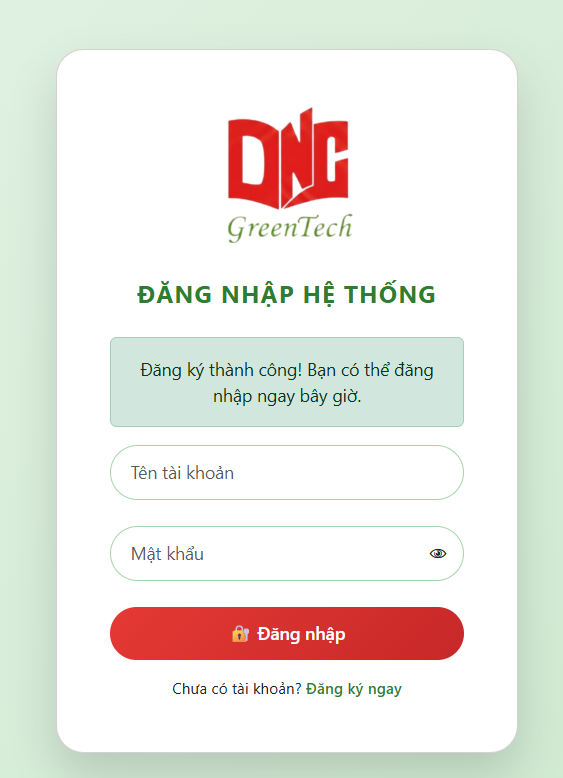 DNC
GreenTech
ĐĂNG NHẬP HỆ THỐNG
Đăng ký thành công! Bạn có thể đăng
nhập ngay bây giờ.
Tên tài khoản
Mật khẩu
Đăng nhập
Chưa có tài khoản? Đăng ký ngay